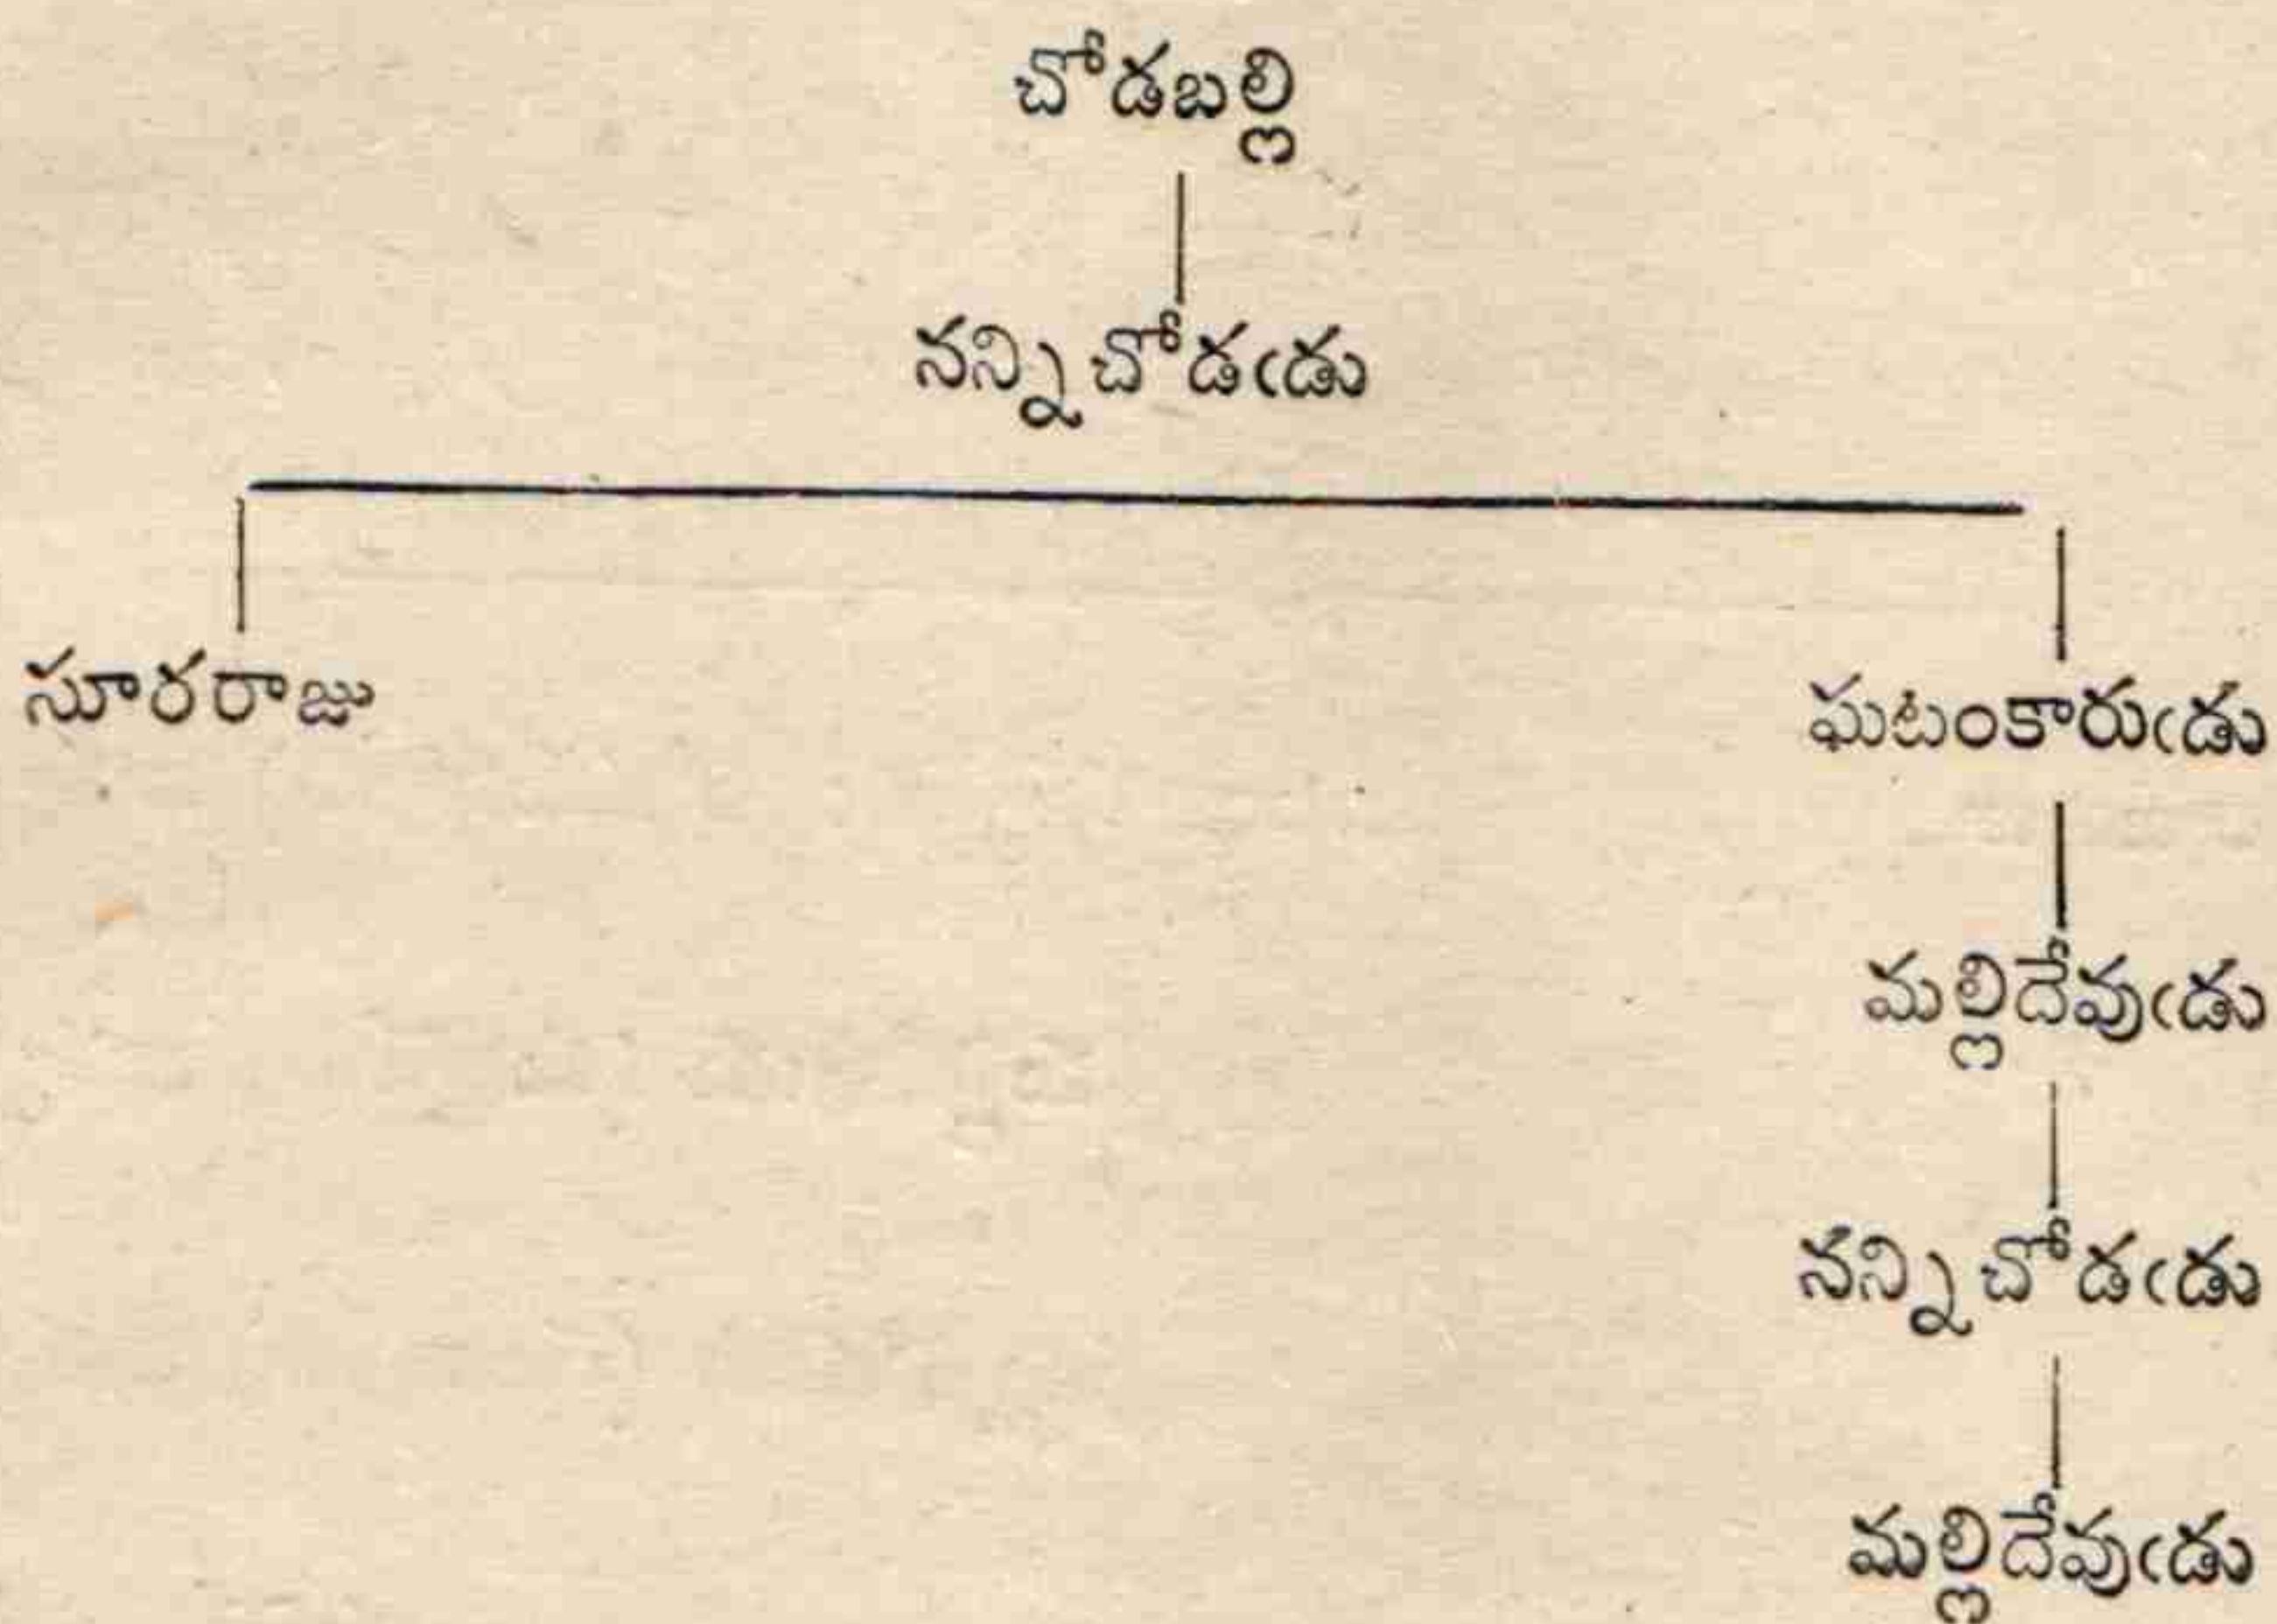 చోడబల్లి
నన్ని చోడఁడు
సూరరాజు
ఘటంకారుఁడు
మల్లిదేవుఁడు
నన్ని చోడఁడు
మల్లిదేవుఁడు